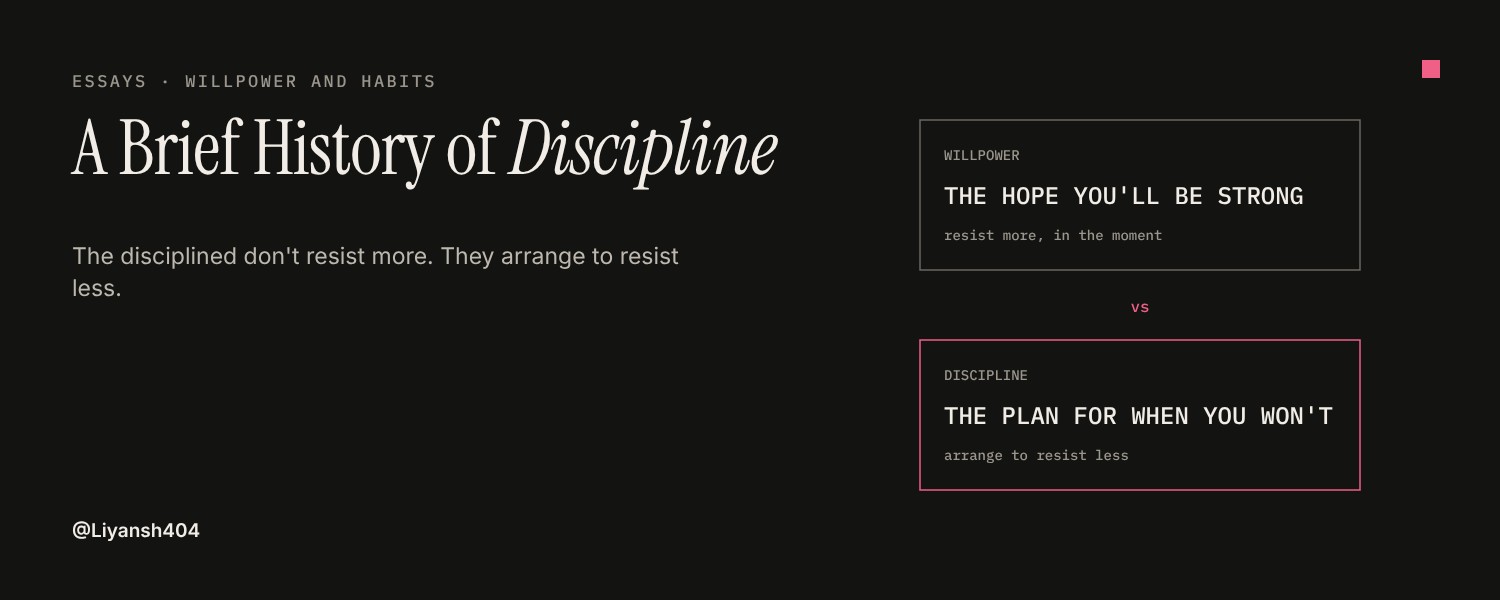 ESSAYS · WILLPOWER AND HABITS
A Brief History of Discipline
The disciplined don't resist more. They arrange to resist
less.
@Liyansh404
WILLPOWER
THE HOPE YOU'LL BE STRONG
resist more, in the moment
vs
DISCIPLINE
THE PLAN FOR WHEN YOU WON'T
arrange to resist less